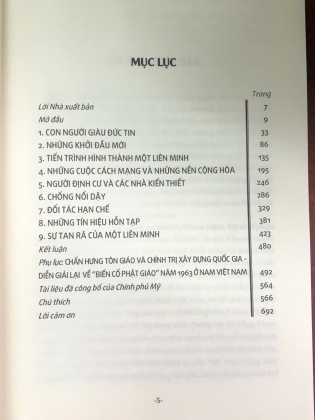 MỤC LỤC
Trang
Lời Nhà xuất bản 7
Mở đầu 9
1. CON NGƯỜI GIÀU ĐỨC TIN 33
2. NHỮNG KHỞI ĐẦU MỚI 86
3. TIẾN TRÌNH HÌNH THÀNH MỘT LIÊN MINH 135
4. NHỮNG CUỘC CÁCH MẠNG VÀ NHỮNG NỀN CỘNG HÒA 195
5. NGƯỜI ĐỊNH CƯ VÀ CÁC NHÀ KIẾN THIẾT 246
6. CHỐNG NỔI DẬY 286
7. ĐỐI TÁC HẠN CHẾ 329
8. NHỮNG TÍN HIỆU HỖN TẠP 381
9. SỰ TAN RÃ CỦA MỘT LIÊN MINH 423
Kết luận 480
Phụ lục: CHẤN HƯNG TÔN GIÁO VÀ CHÍNH TRỊ XÂY DỰNG QUỐC GIA -
DIỄN GIẢI LẠI VỀ "BIẾN CỐ PHẬT GIÁO" NĂM 1963 Ở NAM VIỆT NAM 492
Tài liệu đã công bố của Chính phủ Mỹ 564
Chú thích 566
Lời cảm ơn 692
-5-